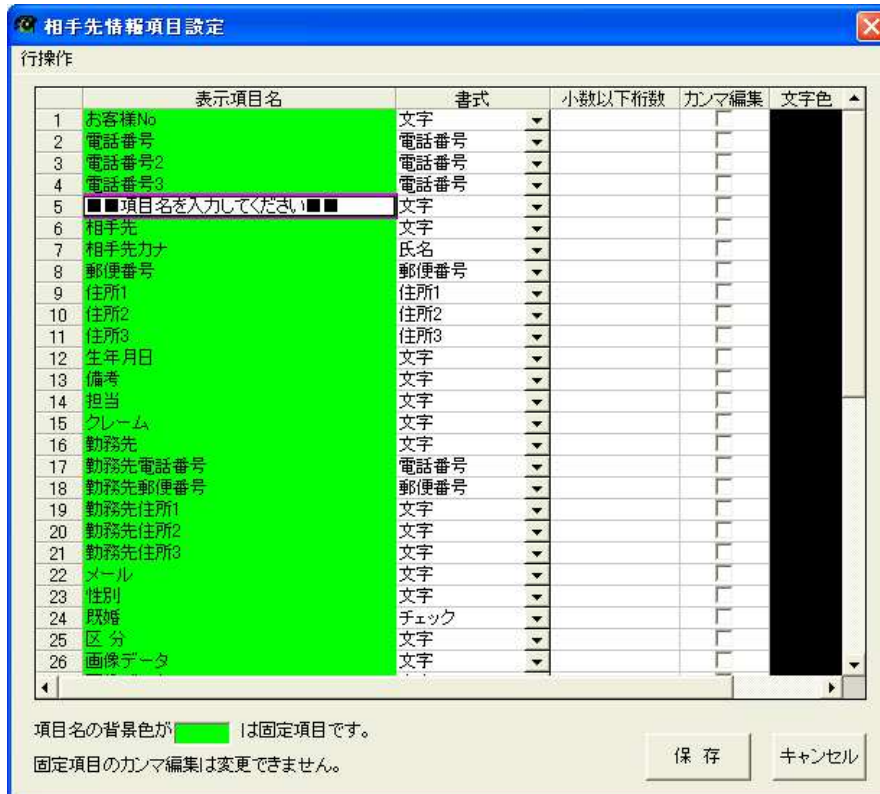 相手先情報項目設定
行操作
表示項目名 書式 小数以下桁数 カンマ編集 文字色
1 お客様No 文字
2 電話番号 電話番号
3 電話番号2 電話番号
4 電話番号3 電話番号
5 ■■項目名を入力してください■■ 文字
6 相手先 文字
7 相手先カナ 氏名
8 郵便番号 郵便番号
9 住所1 住所1
10 住所2 住所2
11 住所3 住所3
12 生年月日 文字
13 備考 文字
14 担当 文字
15 クレーム 文字
16 勤務先 文字
17 勤務先電話番号 電話番号
18 勤務先郵便番号 郵便番号
19 勤務先住所1 文字
20 勤務先住所2 文字
21 勤務先住所3 文字
22 メール 文字
23 性別 文字
24 既婚 チェック
25 区 分 文字
26 画像データ 文字
項目名の背景色が は固定項目です。
固定項目のカンマ編集は変更できません。
保 存 キャンセル